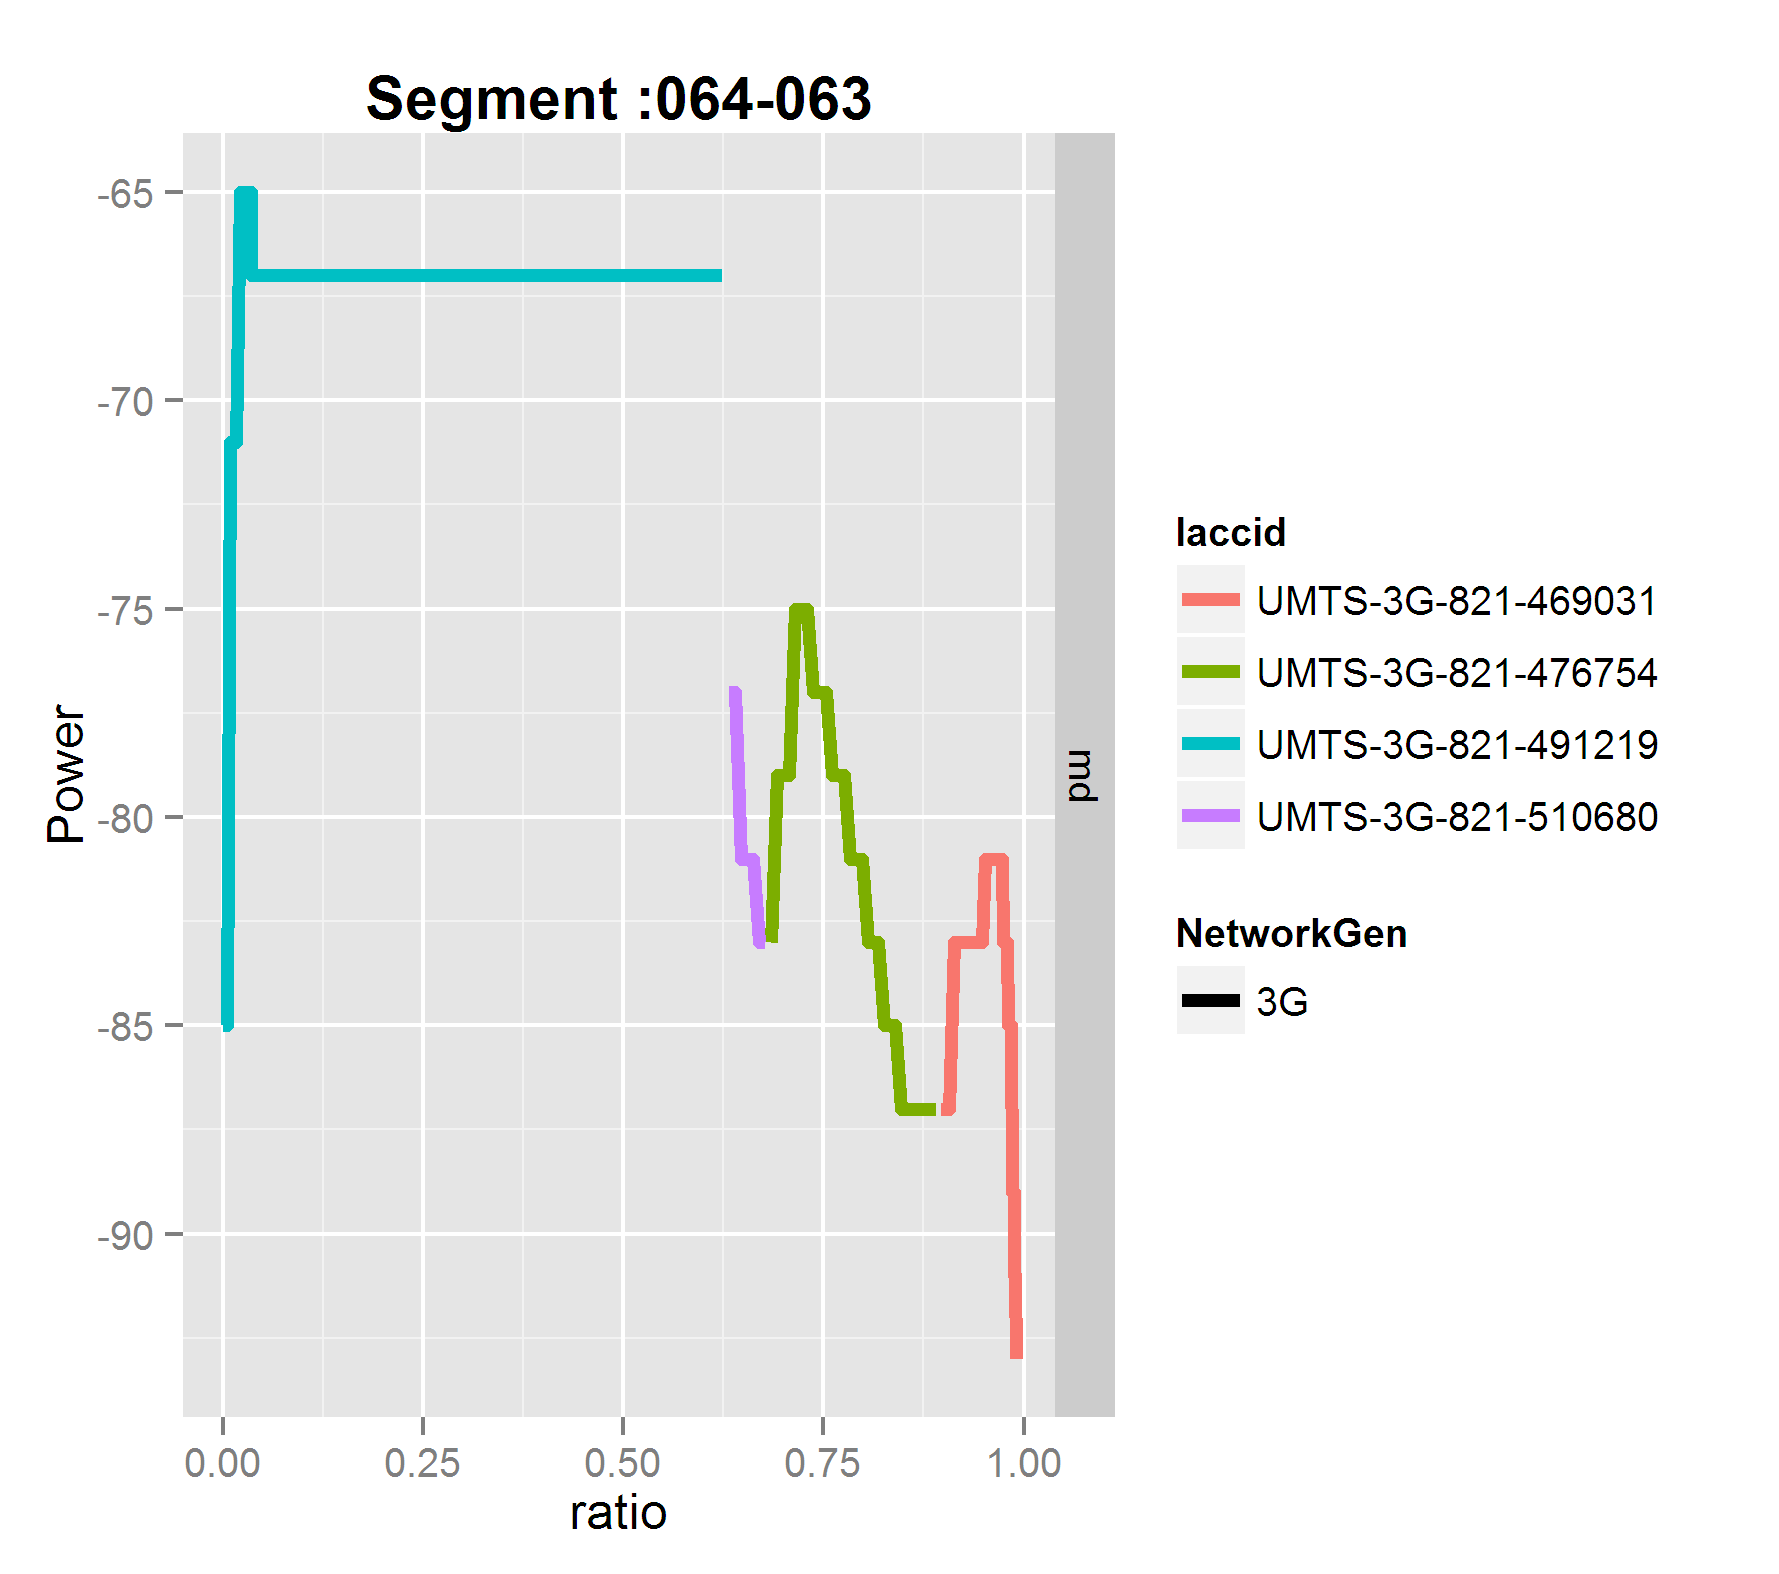 Segment :064-063
-65
-70
-75
-80
-85
-90
Power
0.00 0.25 0.50 0.75 1.00
ratio
md
laccid
UMTS-3G-821-469031
UMTS-3G-821-476754
UMTS-3G-821-491219
UMTS-3G-821-510680
NetworkGen
3G